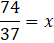 74/37 = x